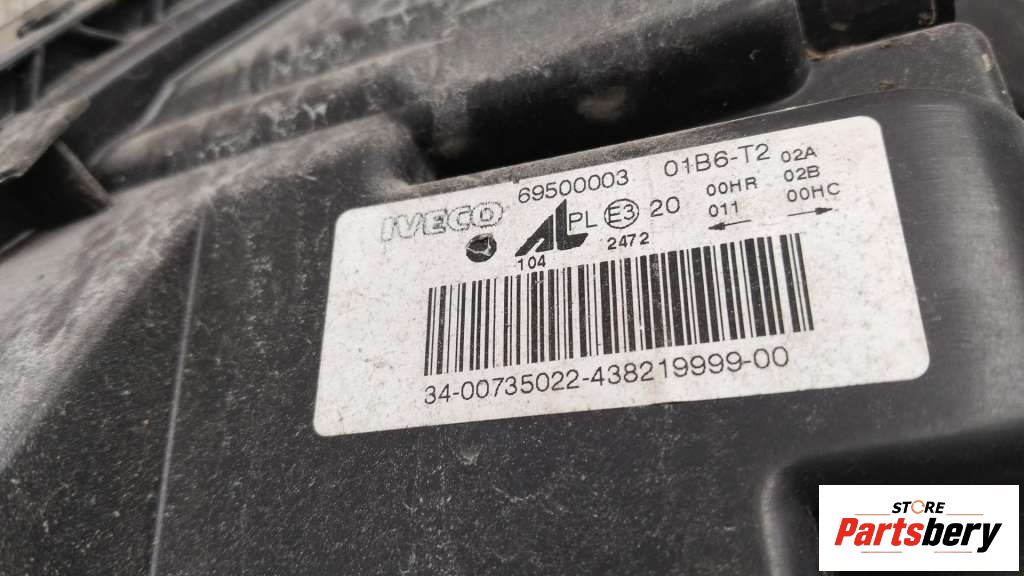 IVECO 69500003 01B6-T2 02A
AL PL E3 20 00HR 02B
104 2472 011 00HC
34-00735022-438219999-00
STORE
Partsbery